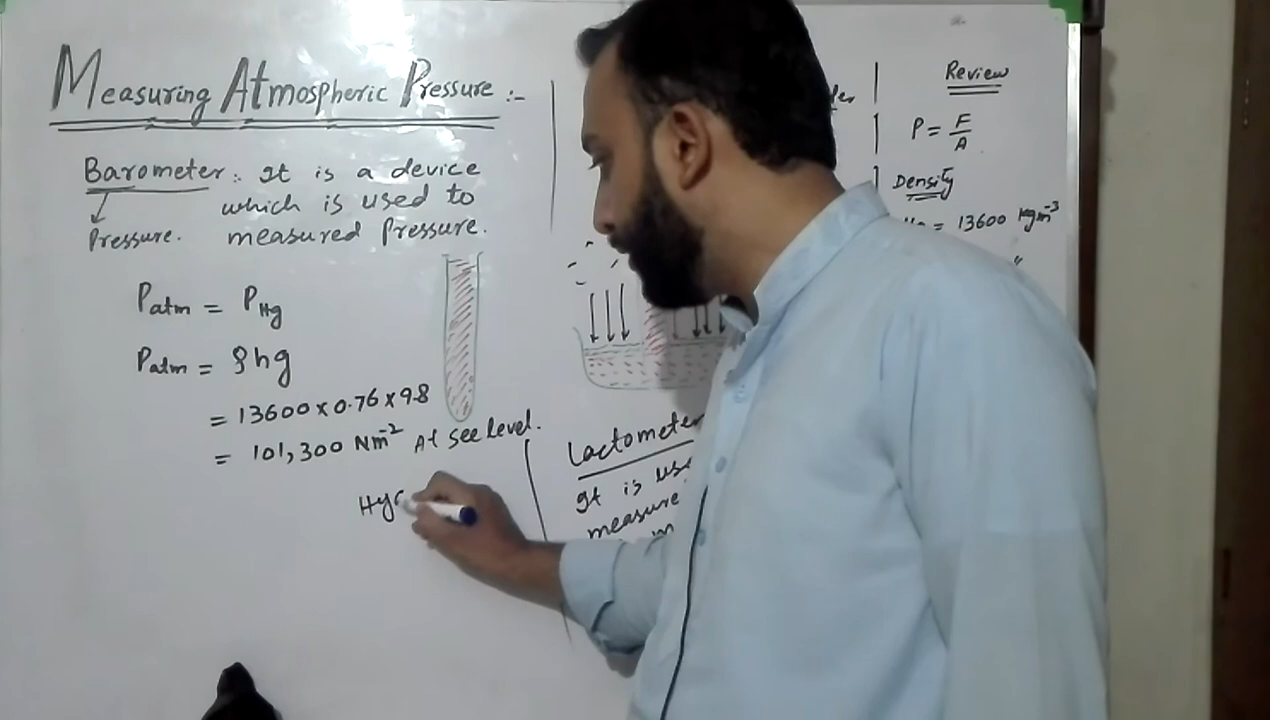 Measuring Atmospheric Pressure :-
Barometer :. It is a device
which is used to
Pressure. measured Pressure.
Patm = PHg
Patm = ρhg
= 13600 x 0.76 x 9.8
= 101,300 Nm⁻² At see level.
Hyd
Lactometer
It is use
measure
m
Review
P = F/A
Density
= 13600 kgm⁻³